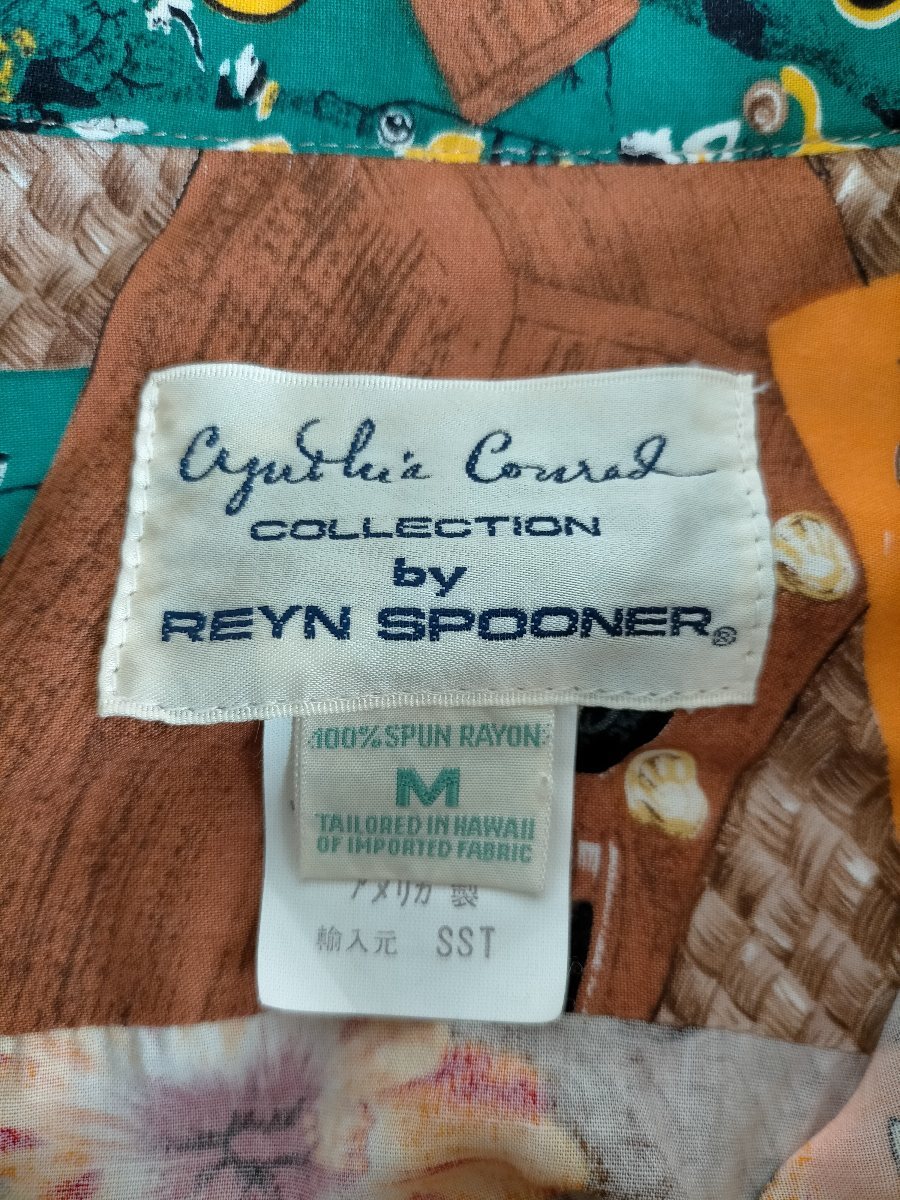 Cynthia Conrad
COLLECTION
by
REYN SPOONER®
100% SPUN RAYON
M
TAILORED IN HAWAII
OF IMPORTED FABRIC
アメリカ 製
輸入元 SST